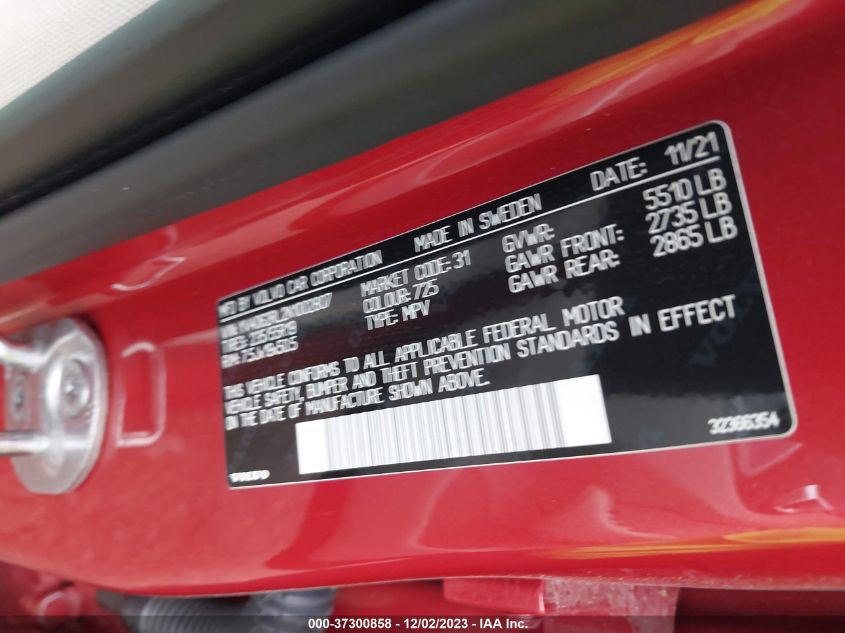 MFD BY VOLVO CAR CORPORATION MADE IN SWEDEN DATE: 11/21
MARKET CODE: 31 GVWR: 5510 LB
COLOUR: 725 GAWR FRONT: 2735 LB
TYPE: MPV GAWR REAR: 2865 LB
THIS VEHICLE CONFORMS TO ALL APPLICABLE FEDERAL MOTOR
VEHICLE SAFETY, BUMPER AND THEFT PREVENTION STANDARDS IN EFFECT
ON THE DATE OF MANUFACTURE SHOWN ABOVE.
VOLVO
32366354
000-37300858 - 12/02/2023 - IAA Inc.